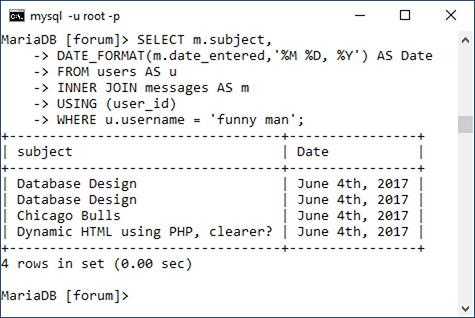 mysql -u root -p
MariaDB [forum]> SELECT m.subject,
    -> DATE_FORMAT(m.date_entered,'%M %D, %Y') AS Date
    -> FROM users AS u
    -> INNER JOIN messages AS m
    -> USING (user_id)
    -> WHERE u.username = 'funny man';
+---------------------------------+----------------+
| subject                         | Date           |
+---------------------------------+----------------+
| Database Design                 | June 4th, 2017 |
| Database Design                 | June 4th, 2017 |
| Chicago Bulls                   | June 4th, 2017 |
| Dynamic HTML using PHP, clearer? | June 4th, 2017 |
+---------------------------------+----------------+
4 rows in set (0.00 sec)
MariaDB [forum]>